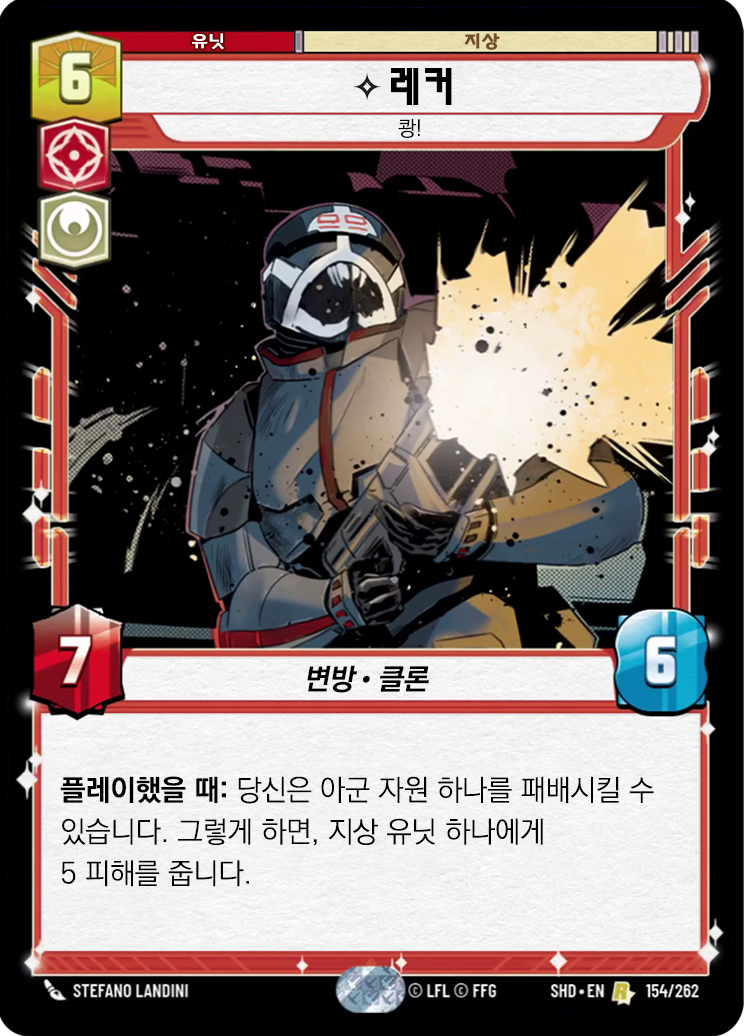 유닛
지상
6
레커
쾅!
7
변방 • 클론
6
플레이했을 때: 당신은 아군 자원 하나를 패배시킬 수
있습니다. 그렇게 하면, 지상 유닛 하나에게
5 피해를 줍니다.
STEFANO LANDINI
© LFL © FFG
SHD • EN R 154/262